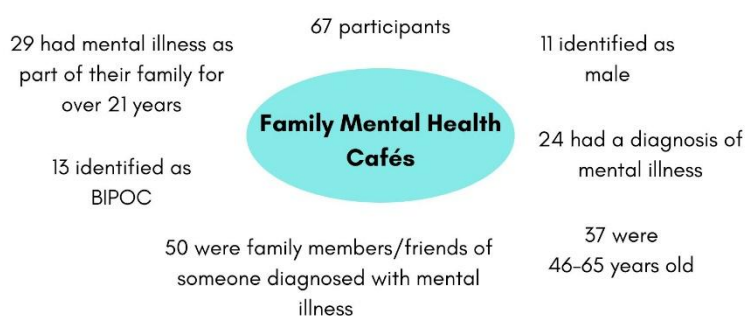 67 participants
29 had mental illness as
part of their family for
over 21 years
11 identified as
male
Family Mental Health
Cafés
24 had a diagnosis of
mental illness
13 identified as
BIPOC
50 were family members/friends of
someone diagnosed with mental
illness
37 were
46-65 years old